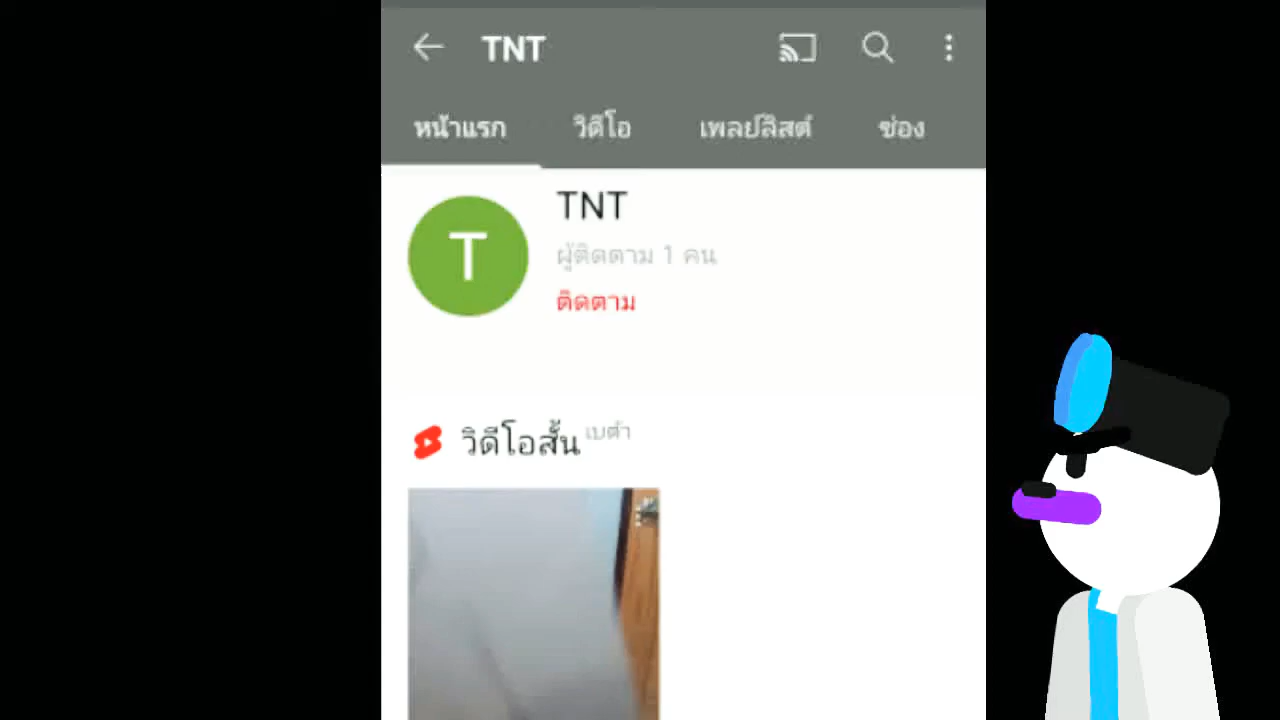 TNT
หน้าแรก วิดีโอ เพลย์ลิสต์ ช่อง
T
TNT
ผู้ติดตาม 1 คน
ติดตาม
วิดีโอสั้น เบต้า